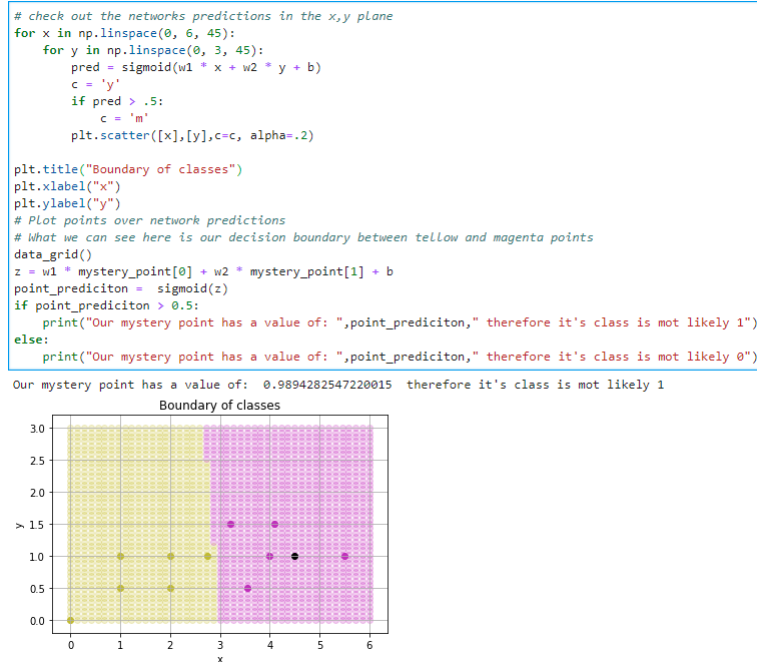 # check out the networks predictions in the x,y plane
for x in np.linspace(0, 6, 45):
    for y in np.linspace(0, 3, 45):
        pred = sigmoid(w1 * x + w2 * y + b)
        c = 'y'
        if pred > .5:
            c = 'm'
        plt.scatter([x],[y],c=c, alpha=.2)

plt.title("Boundary of classes")
plt.xlabel("x")
plt.ylabel("y")
# Plot points over network predictions
# What we can see here is our decision boundary between tellow and magenta points
data_grid()
z = w1 * mystery_point[0] + w2 * mystery_point[1] + b
point_prediciton =  sigmoid(z)
if point_prediciton > 0.5:
    print("Our mystery point has a value of: ",point_prediciton," therefore it's class is mot likely 1")
else:
    print("Our mystery point has a value of: ",point_prediciton," therefore it's class is mot likely 0")
Our mystery point has a value of:  0.9894282547220015  therefore it's class is mot likely 1
Boundary of classes
3.0
2.5
2.0
1.5
1.0
0.5
0.0
y
0 1 2 3 4 5 6
x